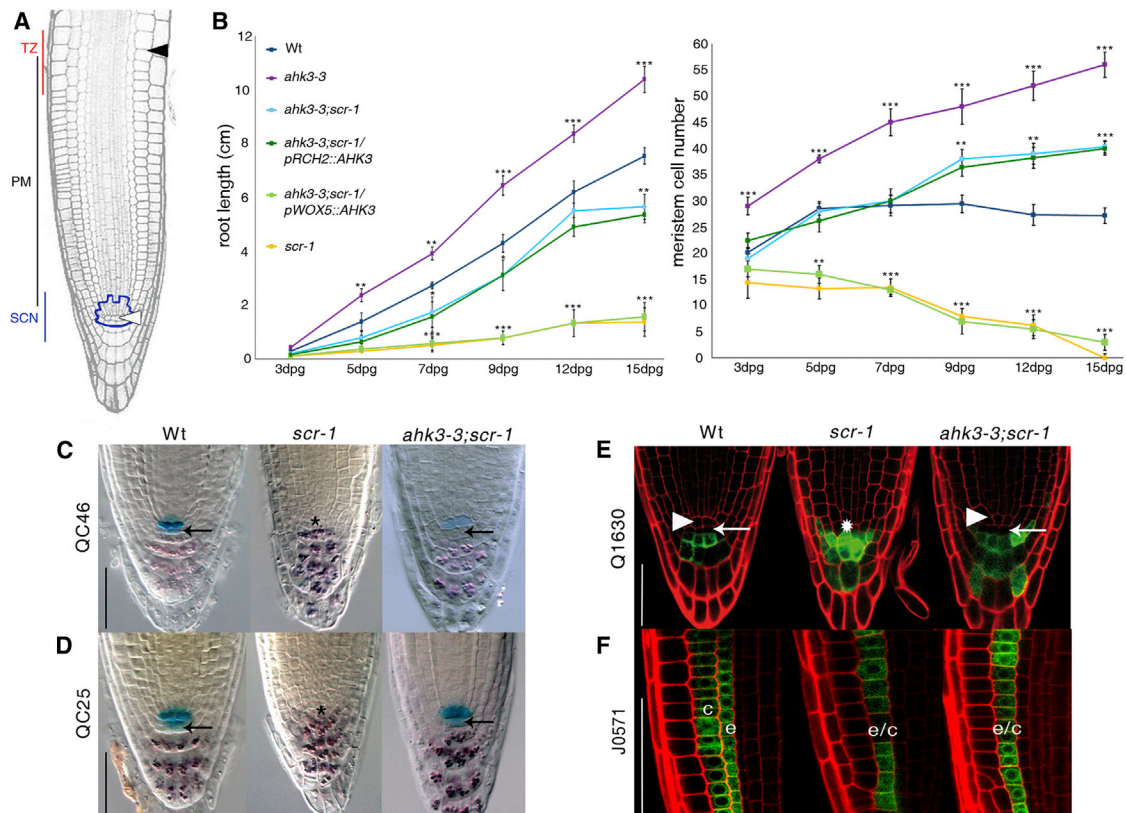 A
TZ
PM
SCN
B
root length (cm)
12
10
8
6
4
2
0
3dpg 5dpg 7dpg 9dpg 12dpg 15dpg
Wt
ahk3-3
ahk3-3;scr-1
ahk3-3;scr-1/
pRCH2::AHK3
ahk3-3;scr-1/
pWOX5::AHK3
scr-1
** ** *** *** ***
* * **
*** *** *** ***
meristem cell number
60
55
50
45
40
35
30
25
20
15
10
5
0
3dpg 5dpg 7dpg 9dpg 12dpg 15dpg
*** *** *** *** *** ***
** ** ***
** *** *** *** ***
Wt scr-1 ahk3-3;scr-1
C
QC46
*
D
QC25
*
Wt scr-1 ahk3-3;scr-1
E
Q1630
F
J0571
c
e
e/c
e/c